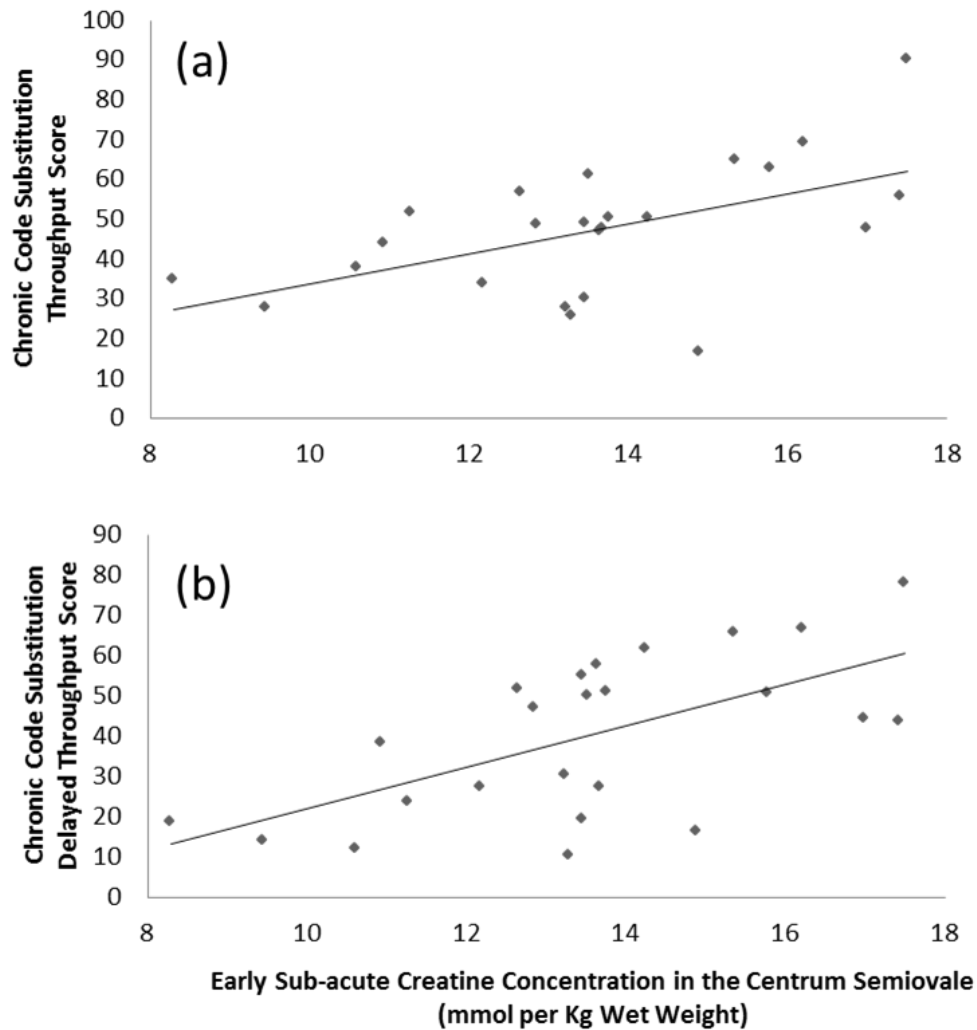 Chronic Code Substitution
Throughput Score
(a)
100
90
80
70
60
50
40
30
20
10
0
8 10 12 14 16 18
Chronic Code Substitution
Delayed Throughput Score
(b)
90
80
70
60
50
40
30
20
10
0
8 10 12 14 16 18
Early Sub-acute Creatine Concentration in the Centrum Semiovale
(mmol per Kg Wet Weight)